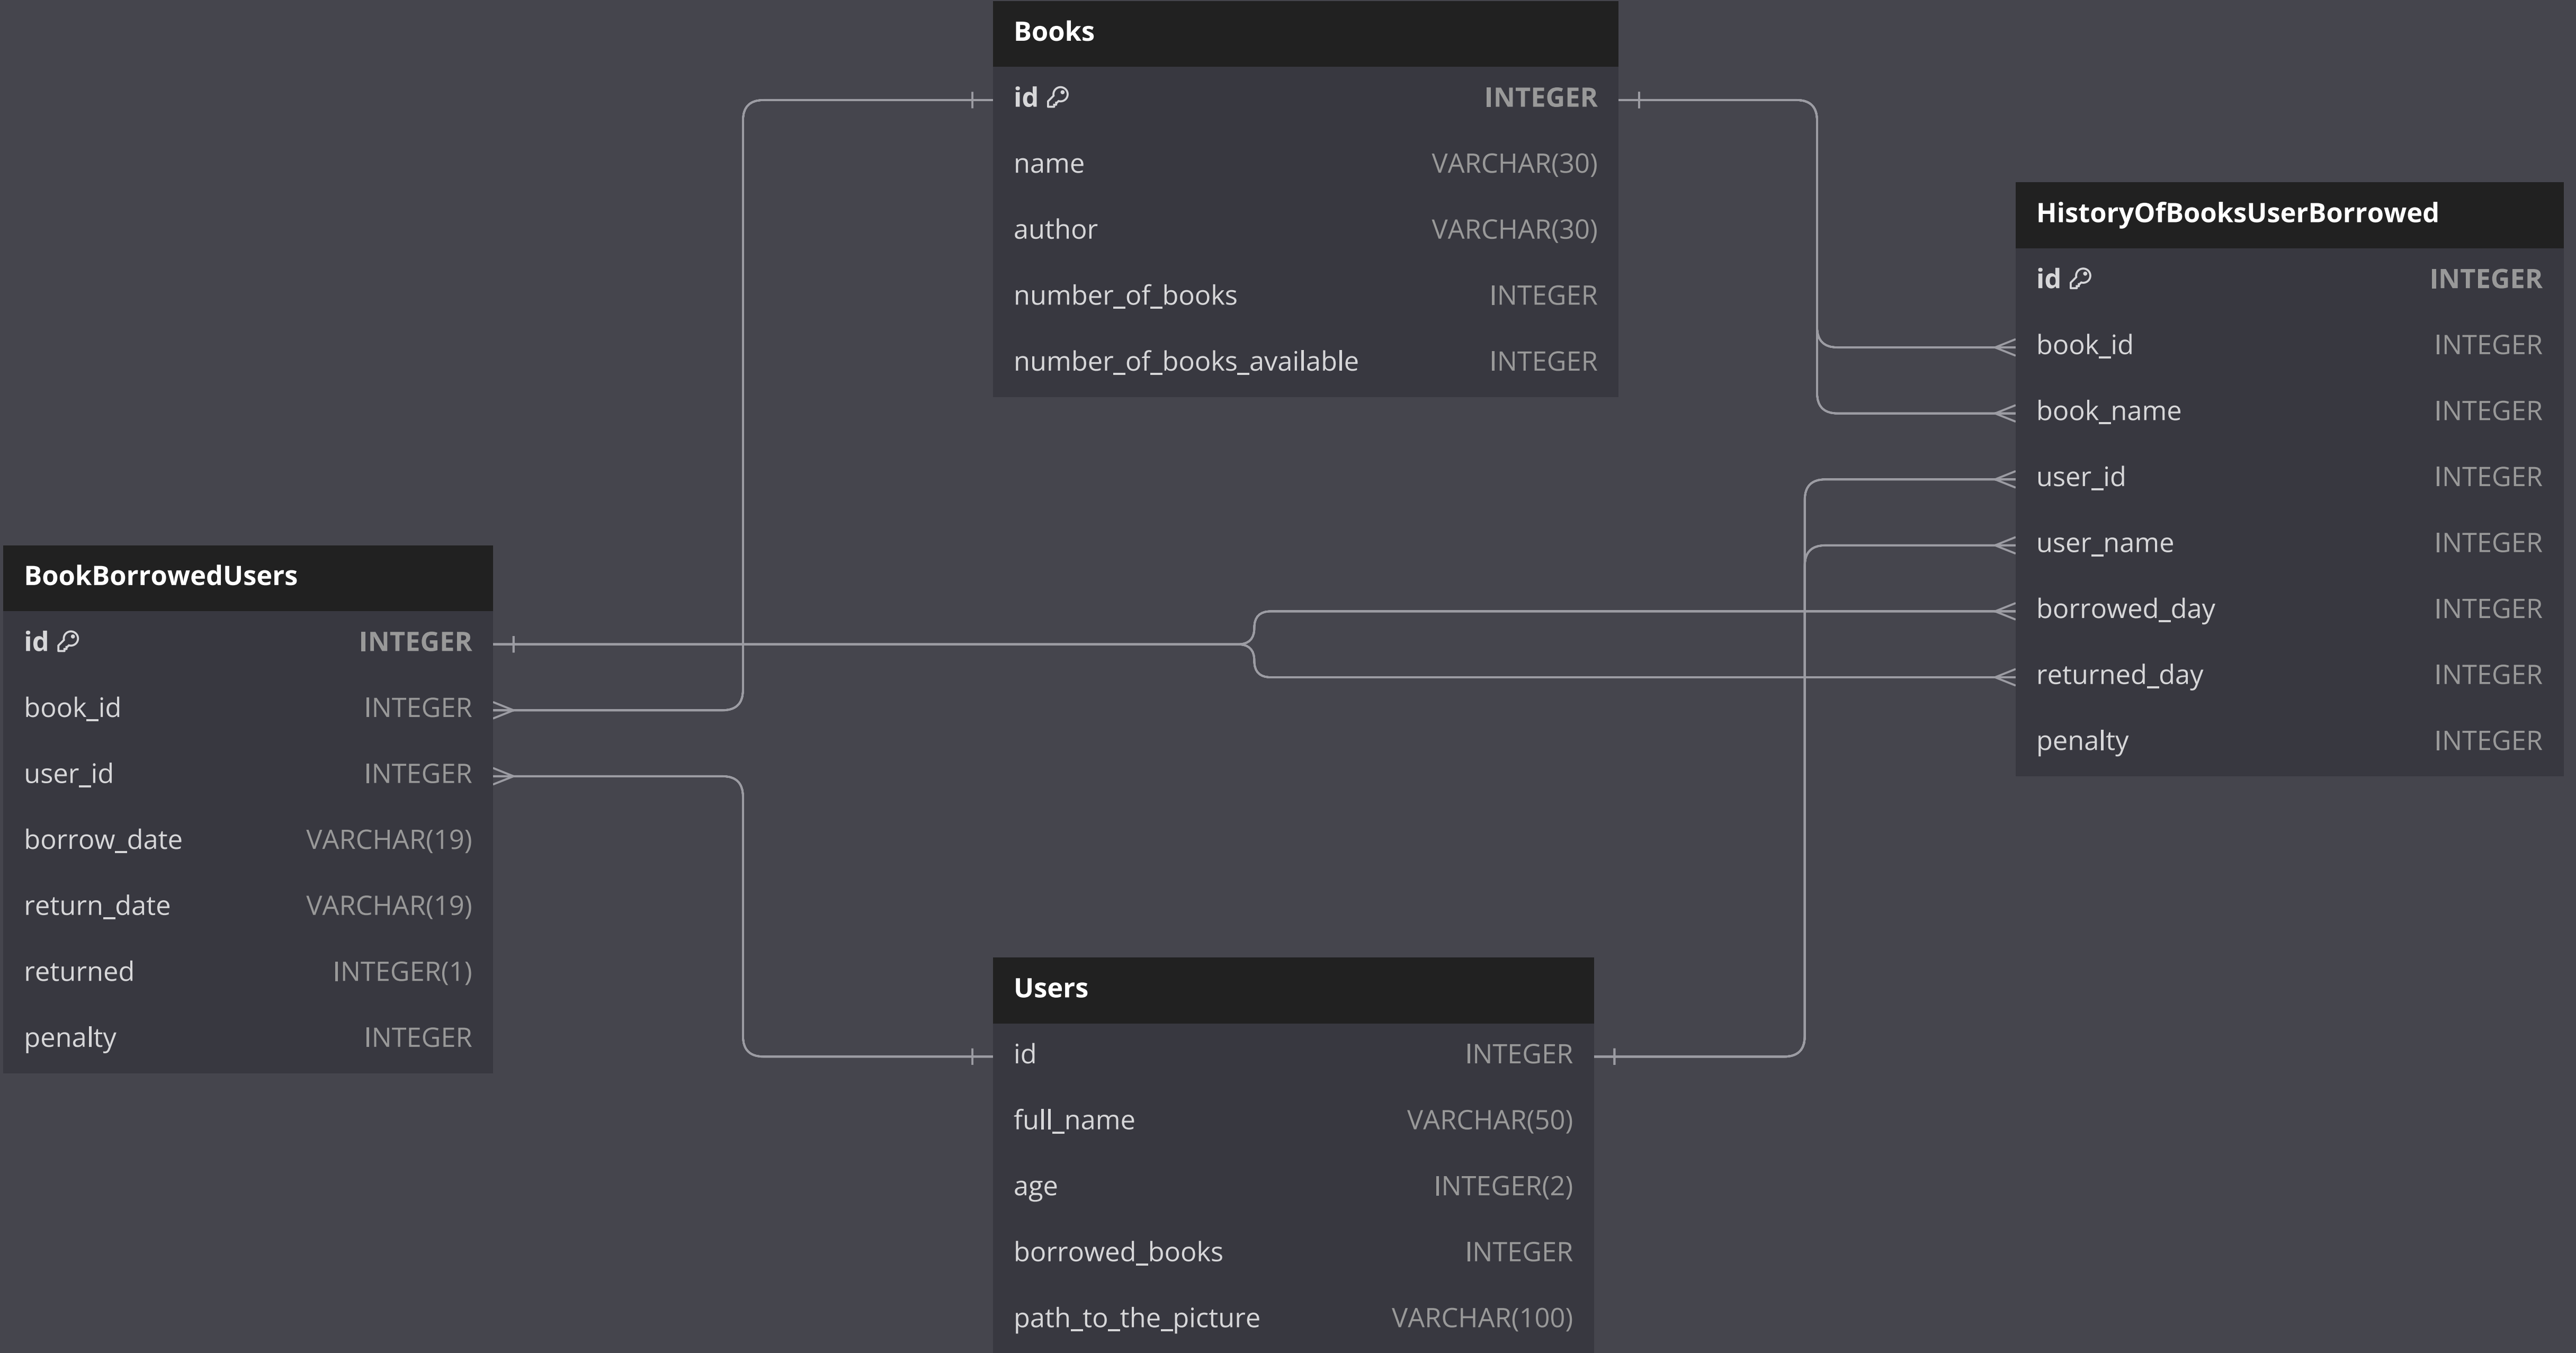 Books
id INTEGER
name VARCHAR(30)
author VARCHAR(30)
number_of_books INTEGER
number_of_books_available INTEGER
HistoryOfBooksUserBorrowed
id INTEGER
book_id INTEGER
book_name INTEGER
user_id INTEGER
user_name INTEGER
borrowed_day INTEGER
returned_day INTEGER
penalty INTEGER
BookBorrowedUsers
id INTEGER
book_id INTEGER
user_id INTEGER
borrow_date VARCHAR(19)
return_date VARCHAR(19)
returned INTEGER(1)
penalty INTEGER
Users
id INTEGER
full_name VARCHAR(50)
age INTEGER(2)
borrowed_books INTEGER
path_to_the_picture VARCHAR(100)